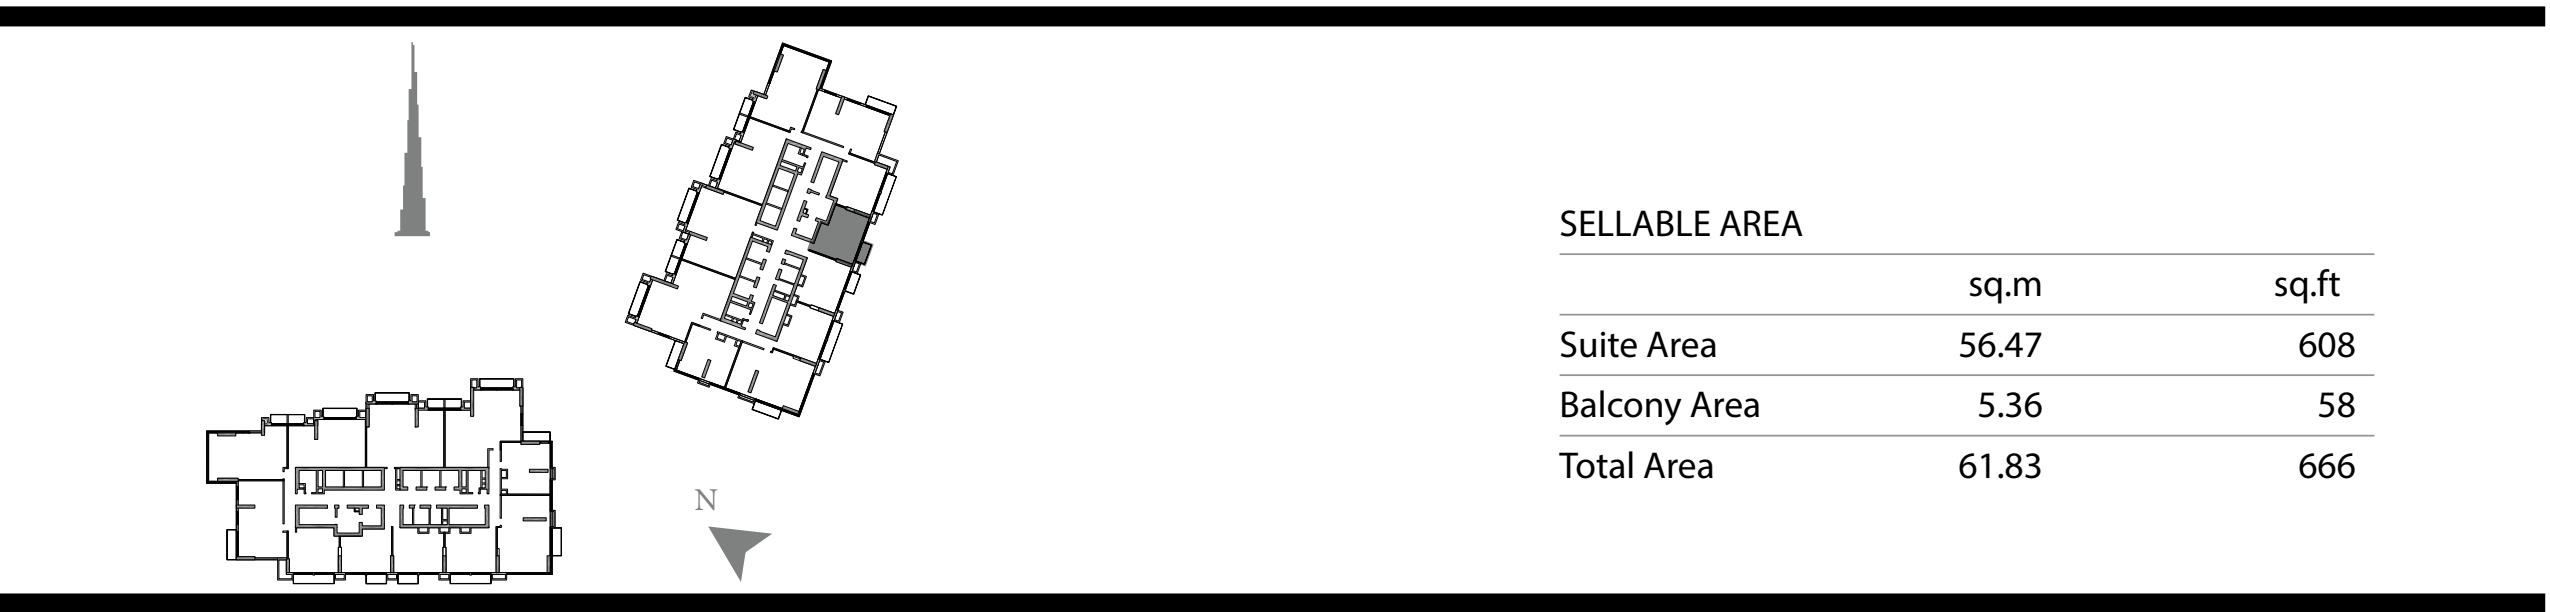 N
SELLABLE AREA
sq.m sq.ft
Suite Area 56.47 608
Balcony Area 5.36 58
Total Area 61.83 666